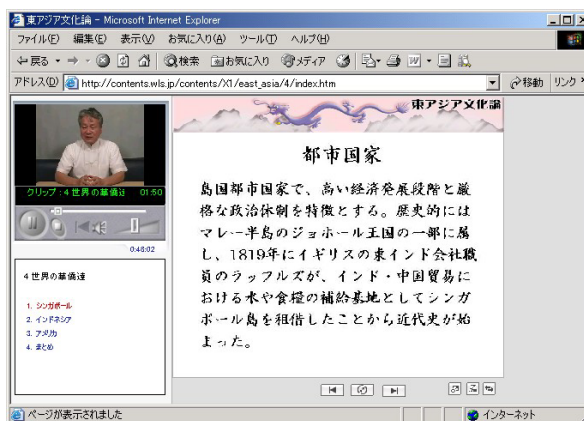 東アジア文化論 - Microsoft Internet Explorer
ファイル(F) 編集(E) 表示(V) お気に入り(A) ツール(T) ヘルプ(H)
戻る 検索 お気に入り メディア
アドレス(D) http://contents.wls.jp/contents/X1/east_asia/4/index.htm 移動 リンク
東アジア文化論
クリップ:4 世界の華僑達 01:50
0:46:02
4 世界の華僑達
1. シンガポール
2. インドネシア
3. アメリカ
4. まとめ
都市国家
島国都市国家で、高い経済発展段階と厳
格な政治体制を特徴とする。歴史的には
マレー半島のジョホール王国の一部に属
し、1819年にイギリスの東インド会社職
員のラッフルズが、インド・中国貿易に
おける水や食糧の補給基地としてシンガ
ポール島を租借したことから近代史が始
まった。
ページが表示されました インターネット